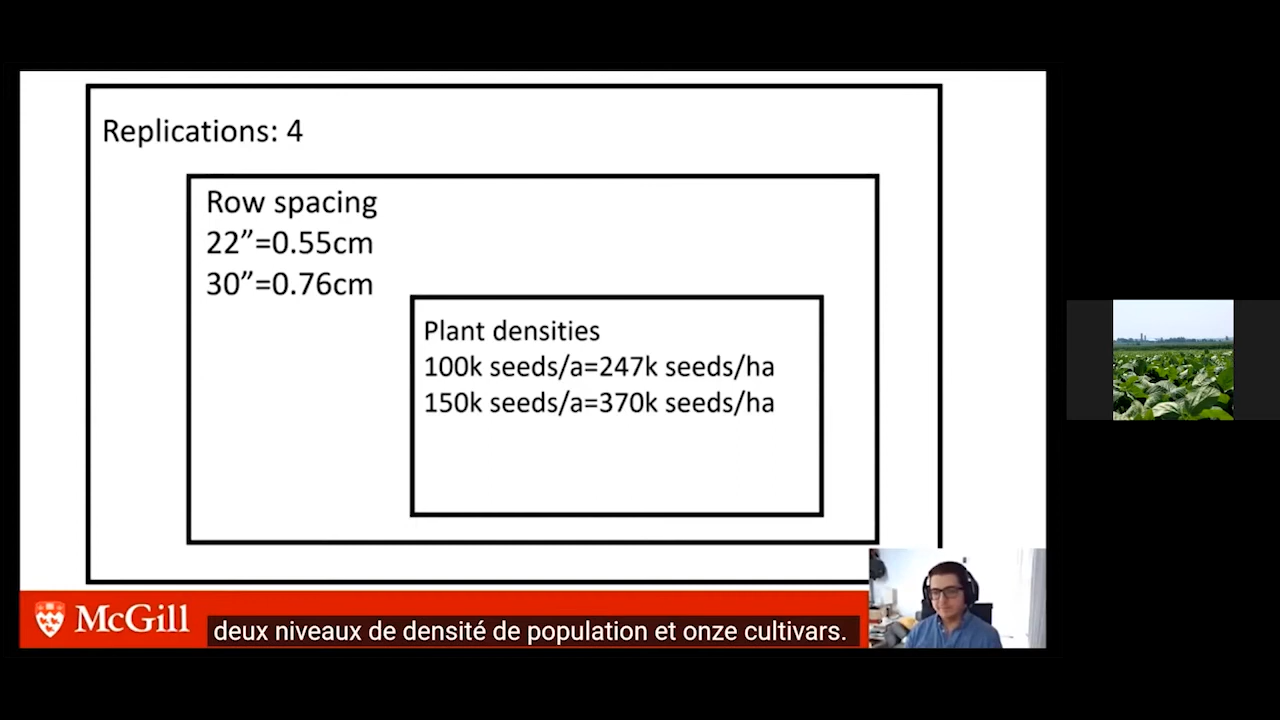 Replications: 4
Row spacing
22”=0.55cm
30”=0.76cm
Plant densities
100k seeds/a=247k seeds/ha
150k seeds/a=370k seeds/ha
McGill
deux niveaux de densité de population et onze cultivars.